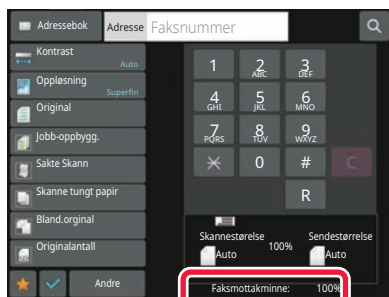 Adressebok Adresse Faksnummer
Kontrast
Auto
Oppløsning
Superfin
Original
Jobb-oppbygg.
Sakte Skann
Skanne tungt papir
Bland.orginal
Originalantall
Andre
1 2 ABC 3 DEF
4 GHI 5 JKL 6 MNO
7 PQRS 8 TUV 9 WXYZ
0 # C
R
Skannestørelse Sendestørrelse
100%
Auto Auto
Faksmottakminne: 100%